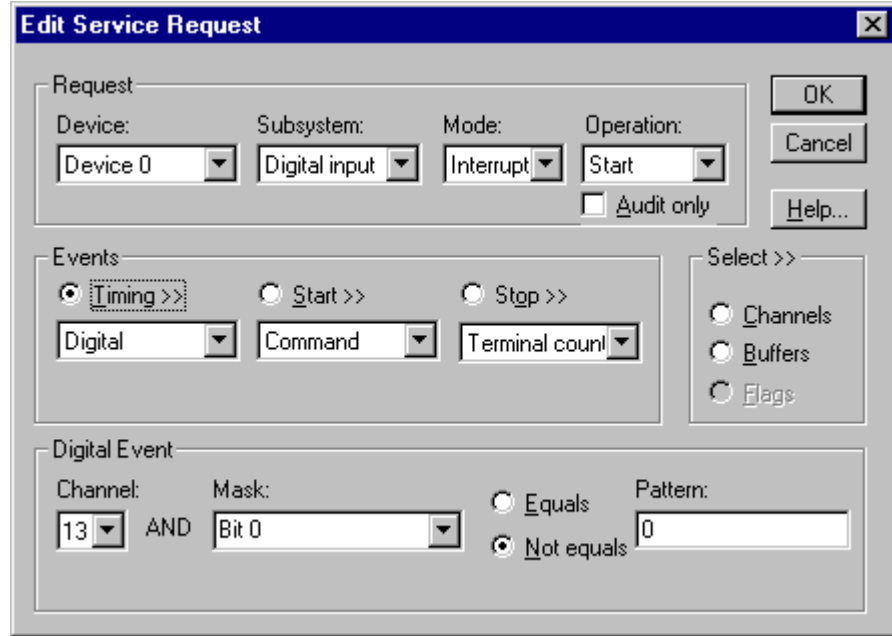 Edit Service Request
Request
Device: Subsystem: Mode: Operation:
Device 0 Digital input Interrupt Start
Audit only
OK
Cancel
Help...
Events
Timing >> Start >> Stop >>
Digital Command Terminal count
Select >>
Channels
Buffers
Flags
Digital Event
Channel: Mask: Pattern:
13 AND Bit 0 Equals 0
Not equals